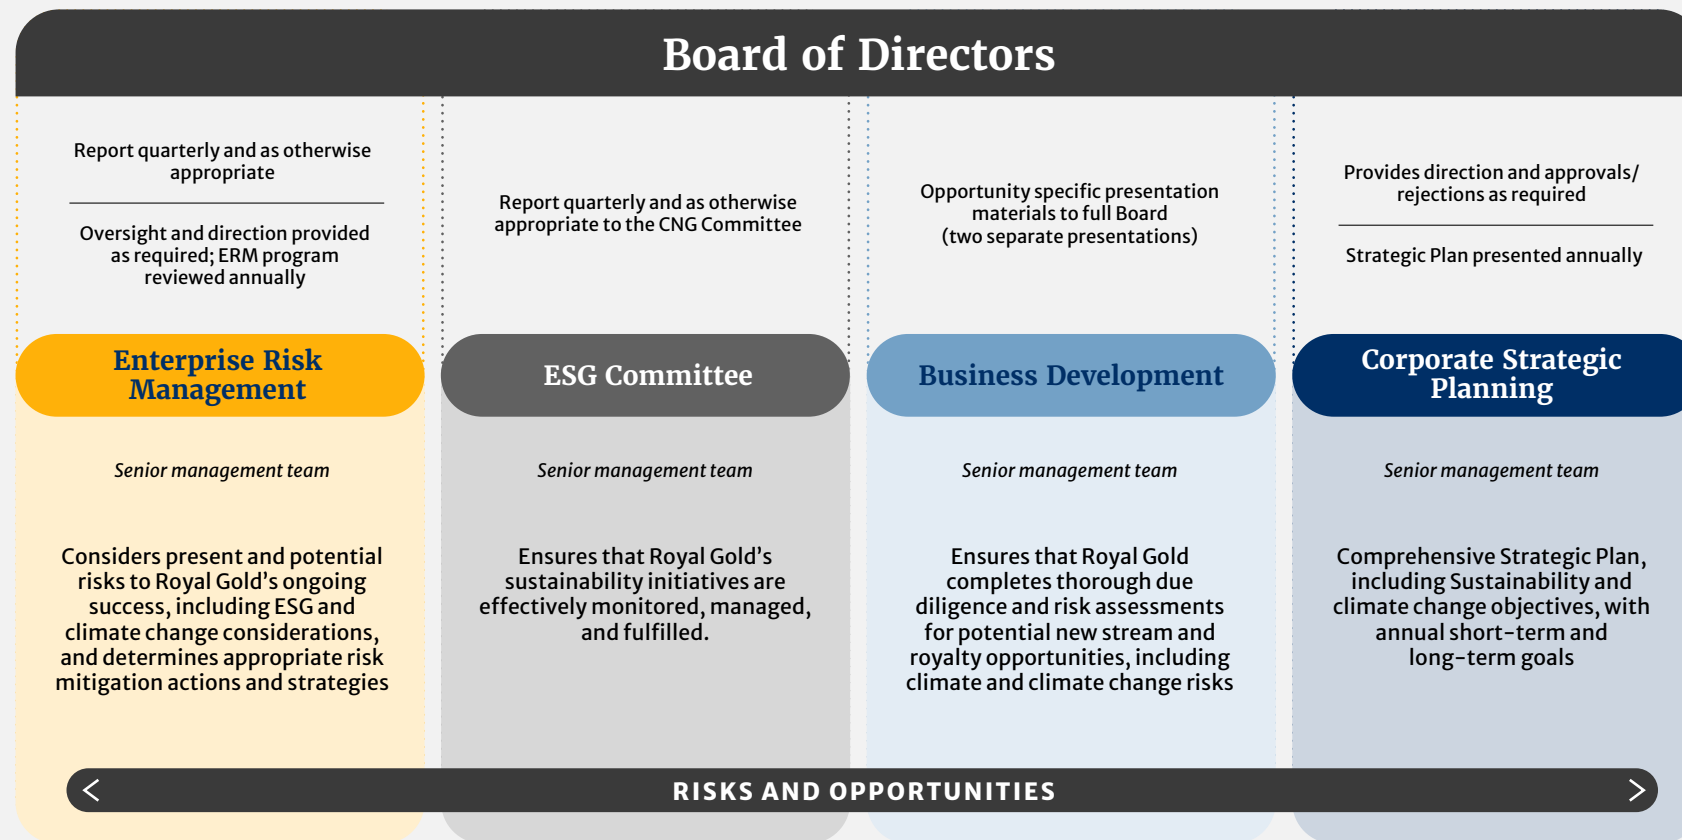 Board of Directors
Report quarterly and as otherwise
appropriate
Oversight and direction provided
as required; ERM program
reviewed annually
Report quarterly and as otherwise
appropriate to the CNG Committee
Opportunity specific presentation
materials to full Board
(two separate presentations)
Provides direction and approvals/
rejections as required
Strategic Plan presented annually
Enterprise Risk
Management
ESG Committee
Business Development
Corporate Strategic
Planning
Senior management team
Senior management team
Senior management team
Senior management team
Considers present and potential
risks to Royal Gold’s ongoing
success, including ESG and
climate change considerations,
and determines appropriate risk
mitigation actions and strategies
Ensures that Royal Gold’s
sustainability initiatives are
effectively monitored, managed,
and fulfilled.
Ensures that Royal Gold
completes thorough due
diligence and risk assessments
for potential new stream and
royalty opportunities, including
climate and climate change risks
Comprehensive Strategic Plan,
including Sustainability and
climate change objectives, with
annual short-term and
long-term goals
RISKS AND OPPORTUNITIES